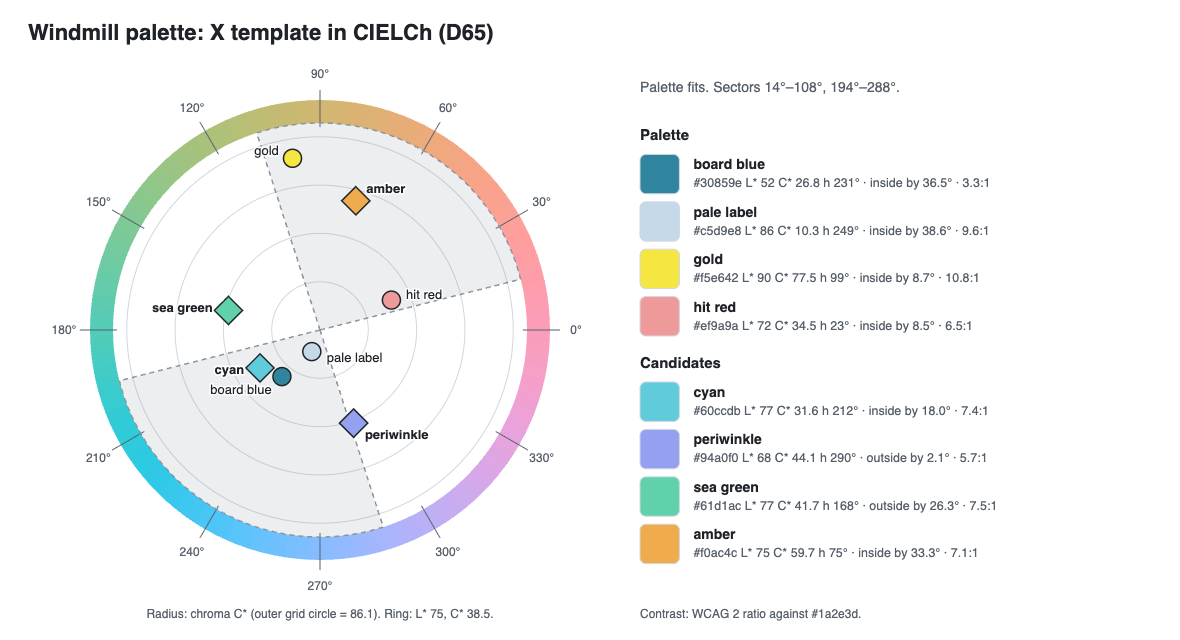 Windmill palette: X template in CIELCh (D65)
90°
120°
60°
150°
30°
180°
0°
210°
330°
240°
300°
270°
gold
amber
hit red
sea green
pale label
cyan
board blue
periwinkle
Radius: chroma C* (outer grid circle = 86.1). Ring: L* 75, C* 38.5.
Palette fits. Sectors 14°–108°, 194°–288°.
Palette
board blue
#30859e L* 52 C* 26.8 h 231° · inside by 36.5° · 3.3:1
pale label
#c5d9e8 L* 86 C* 10.3 h 249° · inside by 38.6° · 9.6:1
gold
#f5e642 L* 90 C* 77.5 h 99° · inside by 8.7° · 10.8:1
hit red
#ef9a9a L* 72 C* 34.5 h 23° · inside by 8.5° · 6.5:1
Candidates
cyan
#60ccdb L* 77 C* 31.6 h 212° · inside by 18.0° · 7.4:1
periwinkle
#94a0f0 L* 68 C* 44.1 h 290° · outside by 2.1° · 5.7:1
sea green
#61d1ac L* 77 C* 41.7 h 168° · outside by 26.3° · 7.5:1
amber
#f0ac4c L* 75 C* 59.7 h 75° · inside by 33.3° · 7.1:1
Contrast: WCAG 2 ratio against #1a2e3d.